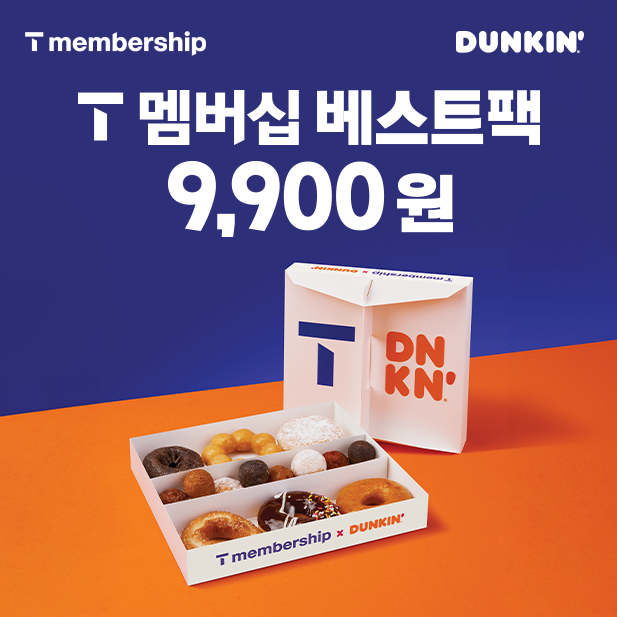 T membership
DUNKIN'
T 멤버십 베스트팩
9,900 원
T membership x DUNKIN'
T
DN
KN'
T membership x DUNKIN'